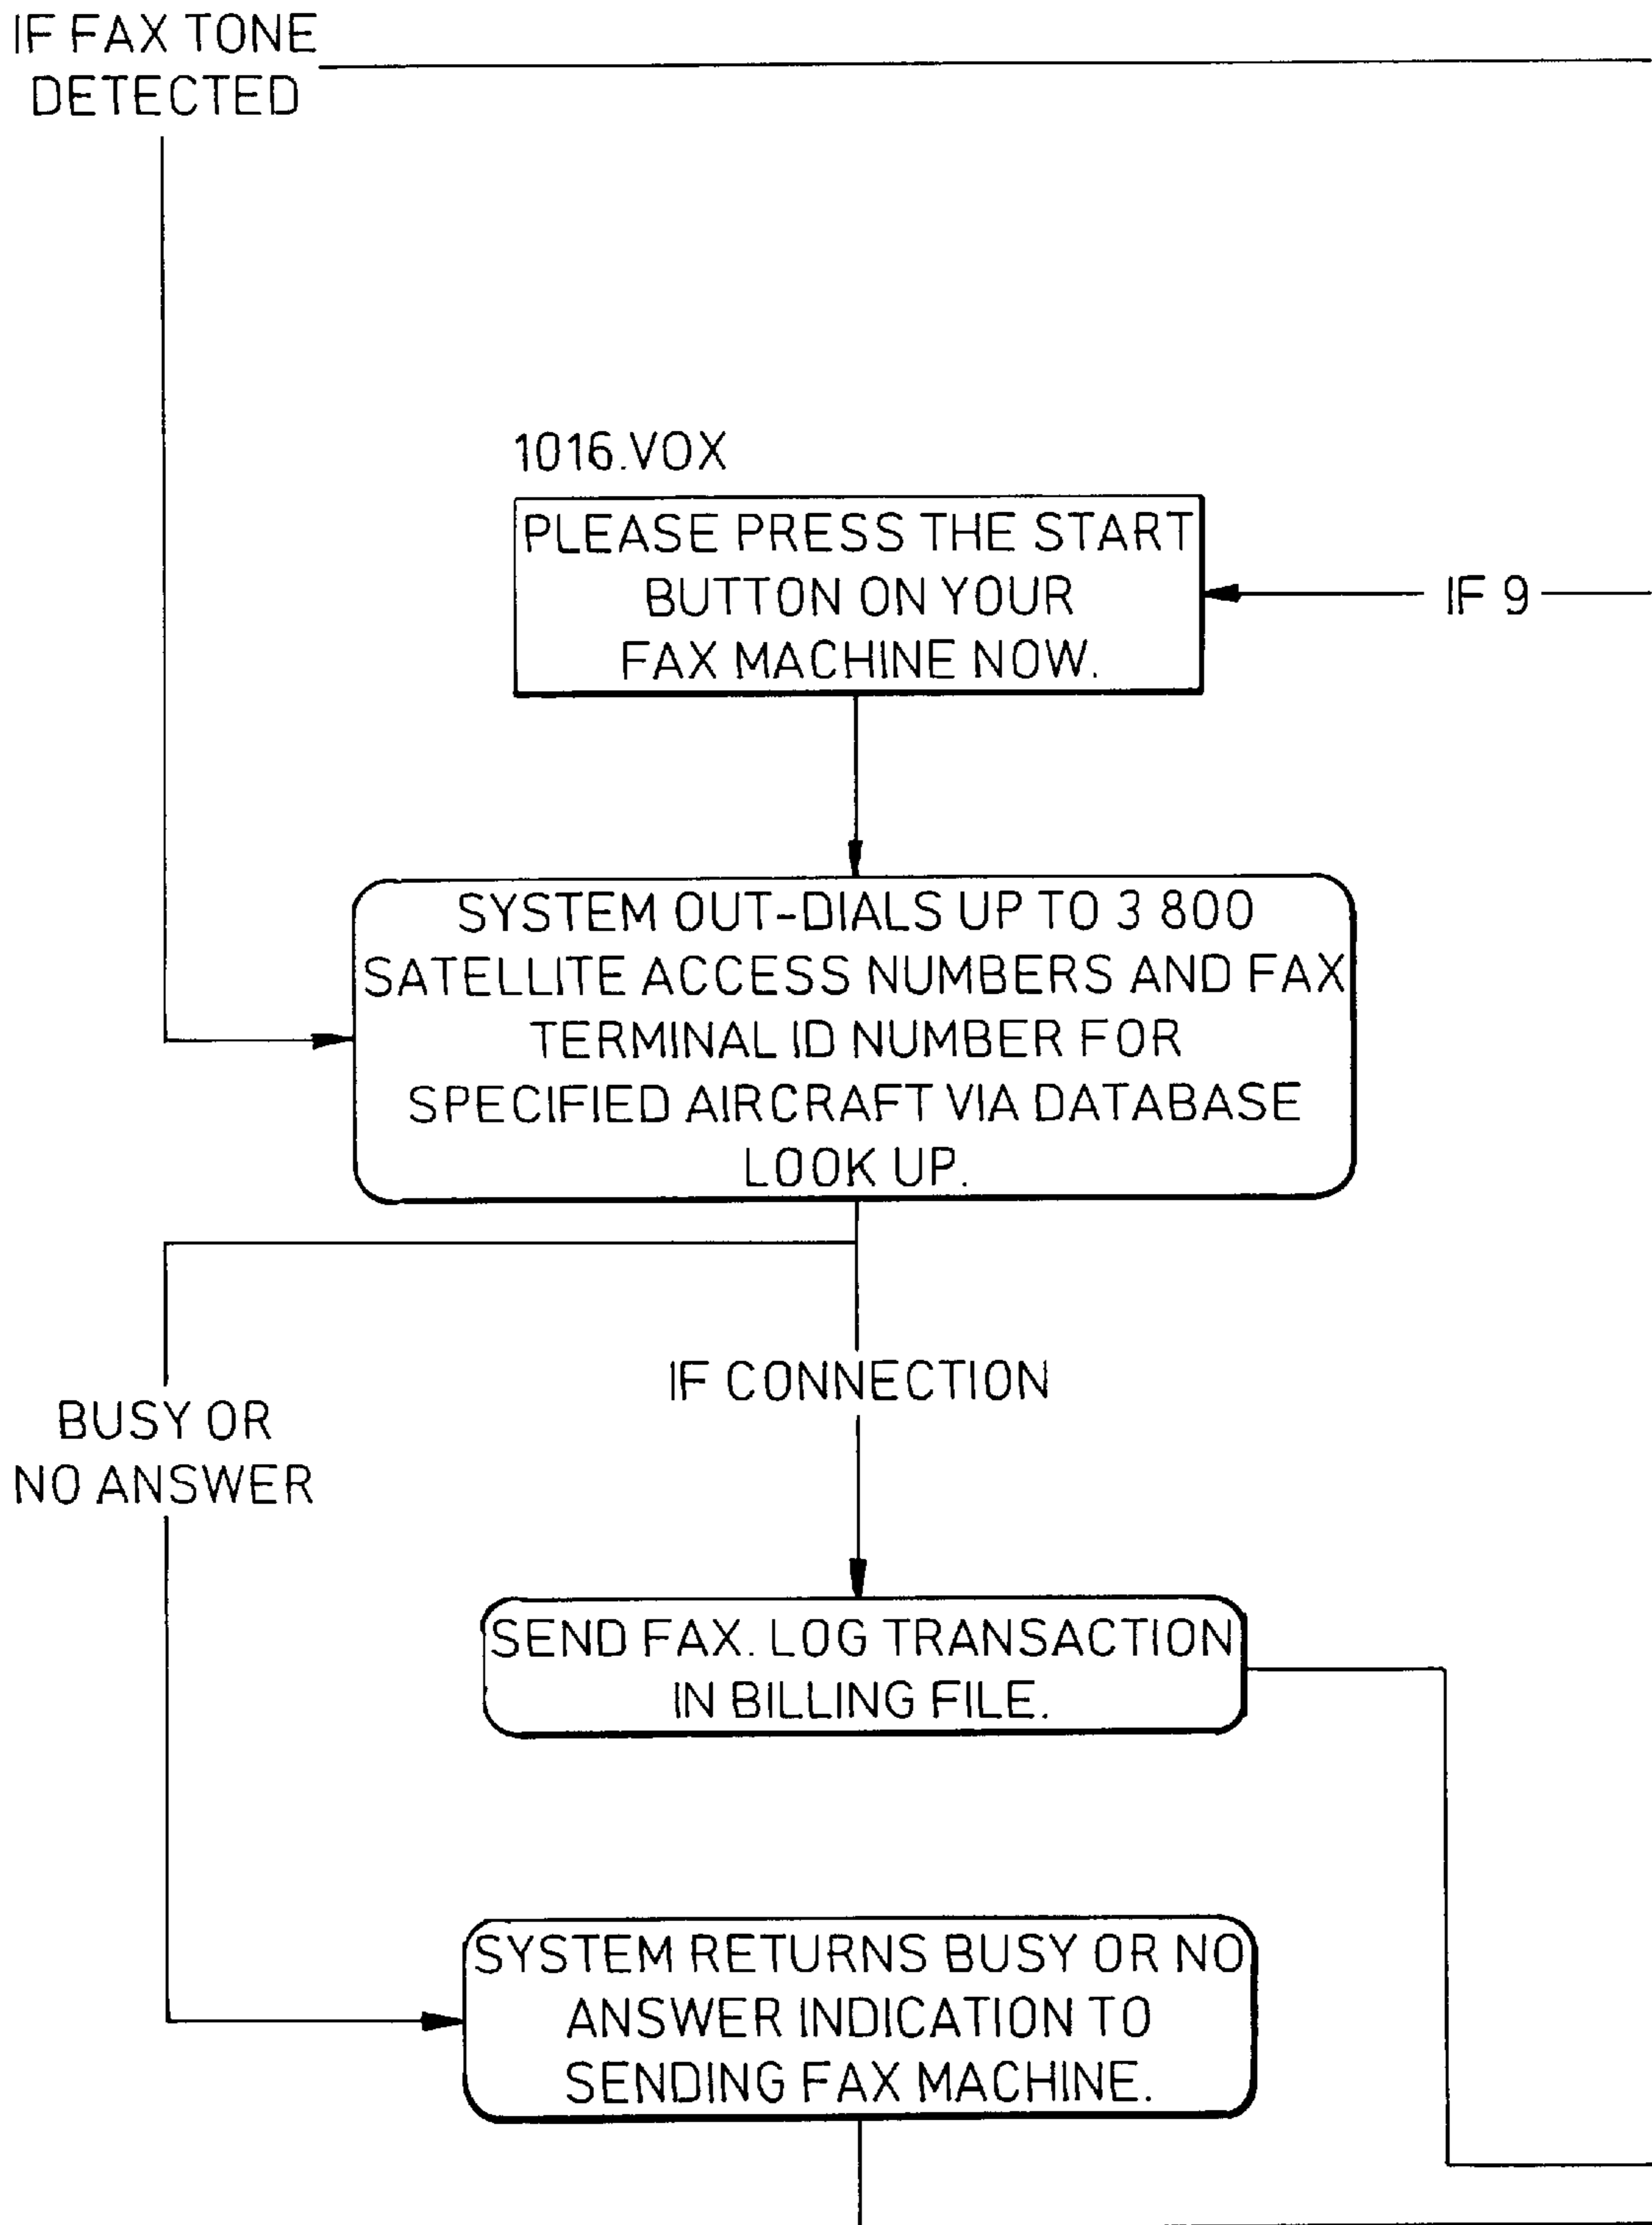 IF FAX TONE
DETECTED
1016.VOX
PLEASE PRESS THE START
BUTTON ON YOUR
FAX MACHINE NOW.
IF 9
SYSTEM OUT-DIALS UP TO 3 800
SATELLITE ACCESS NUMBERS AND FAX
TERMINAL ID NUMBER FOR
SPECIFIED AIRCRAFT VIA DATABASE
LOOK UP.
IF CONNECTION
BUSY OR
NO ANSWER
SEND FAX. LOG TRANSACTION
IN BILLING FILE.
SYSTEM RETURNS BUSY OR NO
ANSWER INDICATION TO
SENDING FAX MACHINE.